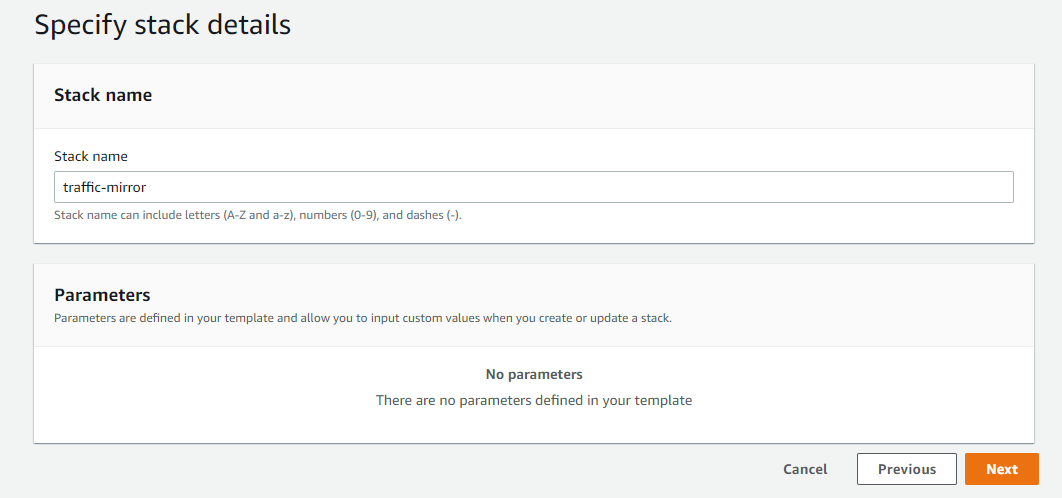 Specify stack details
Stack name
Stack name
traffic-mirror
Stack name can include letters (A-Z and a-z), numbers (0-9), and dashes (-).
Parameters
Parameters are defined in your template and allow you to input custom values when you create or update a stack.
No parameters
There are no parameters defined in your template
Cancel Previous Next